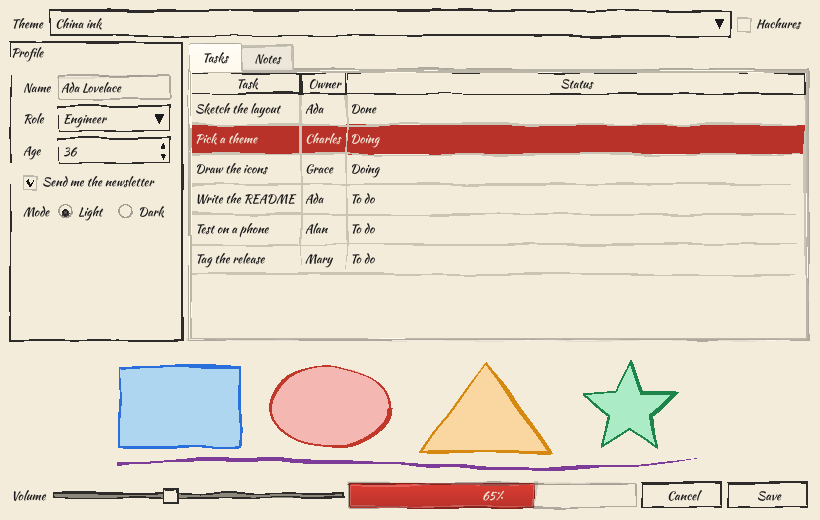 Theme China ink Hachures
Profile
Name Ada Lovelace
Role Engineer
Age 36
Send me the newsletter
Mode Light Dark
Tasks Notes
Task Owner Status
Sketch the layout Ada Done
Pick a theme Charles Doing
Draw the icons Grace Doing
Write the README Ada To do
Test on a phone Alan To do
Tag the release Mary To do
Volume 65% Cancel Save